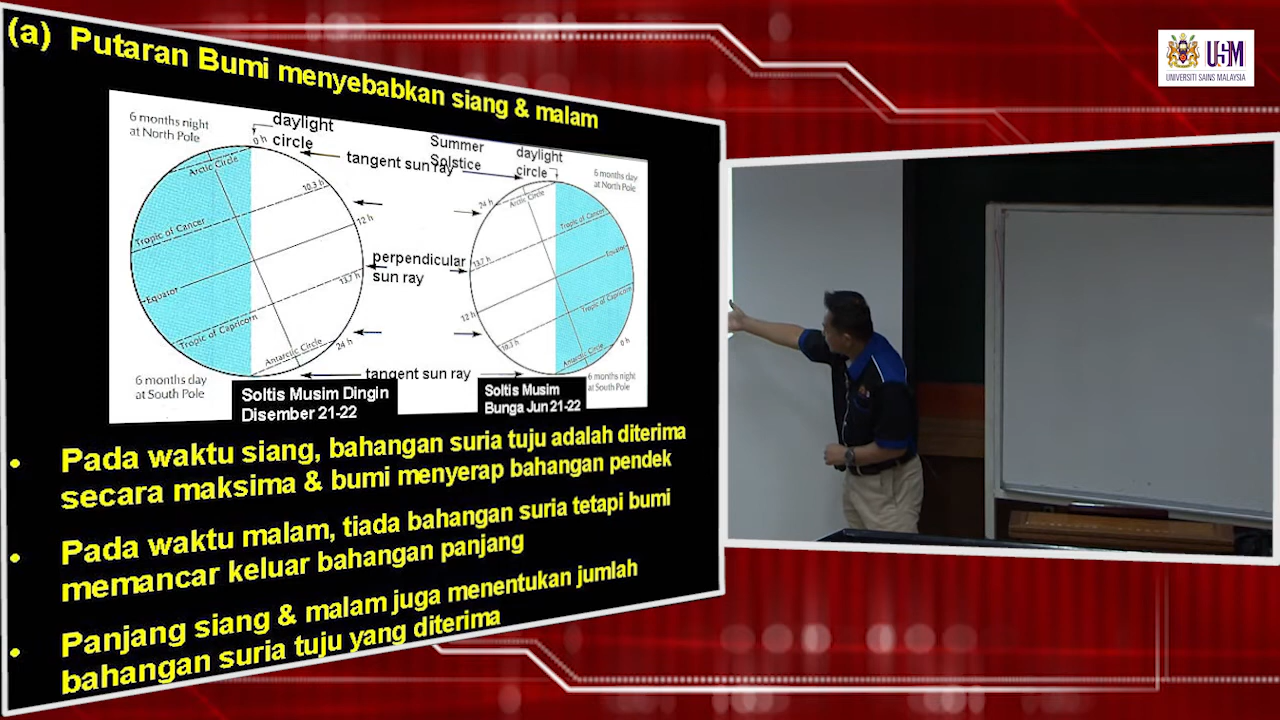 (a) Putaran Bumi menyebabkan siang & malam
USM
UNIVERSITI SAINS MALAYSIA
6 months night
at North Pole
daylight
circle
0 h
Arctic Circle
tangent sun ray
10.3 h
12 h
Tropic of Cancer
perpendicular
sun ray
13.7 h
Equator
Tropic of Capricorn
Antarctic Circle
24 h
tangent sun ray
6 months day
at South Pole
Soltis Musim Dingin
Disember 21-22
Summer
Solstice
daylight
circle
6 months day
at North Pole
24 h
Arctic Circle
Tropic of Cancer
13.7 h
Equator
12 h
Tropic of Capricorn
10.3 h
Antarctic Circle
0 h
6 months night
at South Pole
Soltis Musim
Bunga Jun 21-22
• Pada waktu siang, bahangan suria tuju adalah diterima
secara maksima & bumi menyerap bahangan pendek
• Pada waktu malam, tiada bahangan suria tetapi bumi
memancar keluar bahangan panjang
• Panjang siang & malam juga menentukan jumlah
bahangan suria tuju yang diterima